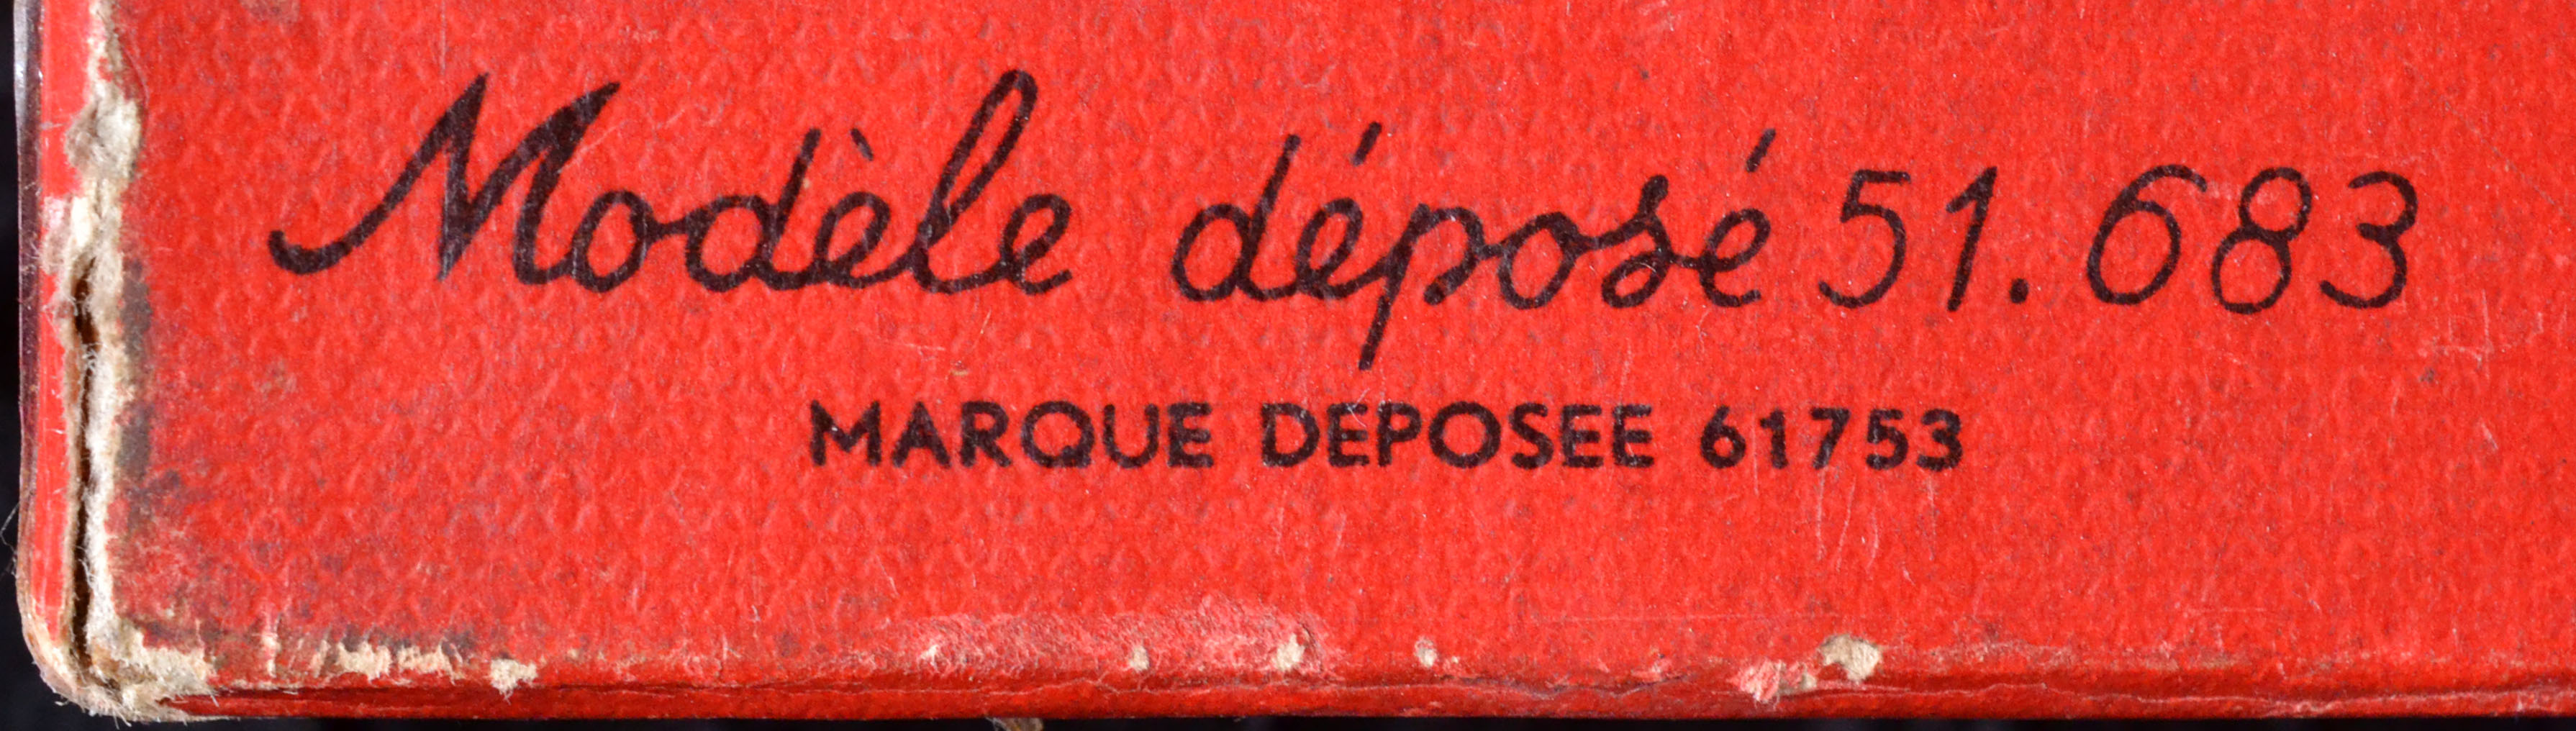 Modèle déposé 51.683
MARQUE DEPOSEE 61753